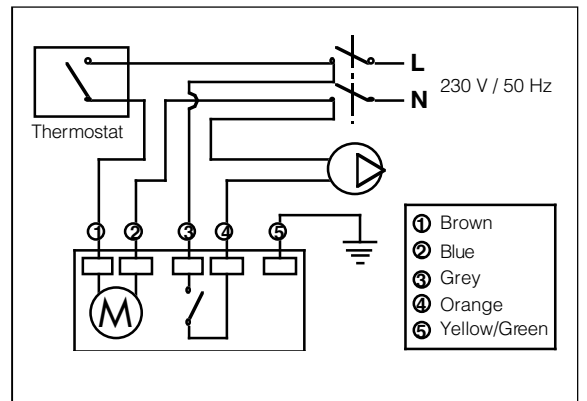 L
230 V / 50 Hz
N
Thermostat
1 2 3 4 5
M
① Brown
② Blue
③ Grey
④ Orange
⑤ Yellow/Green